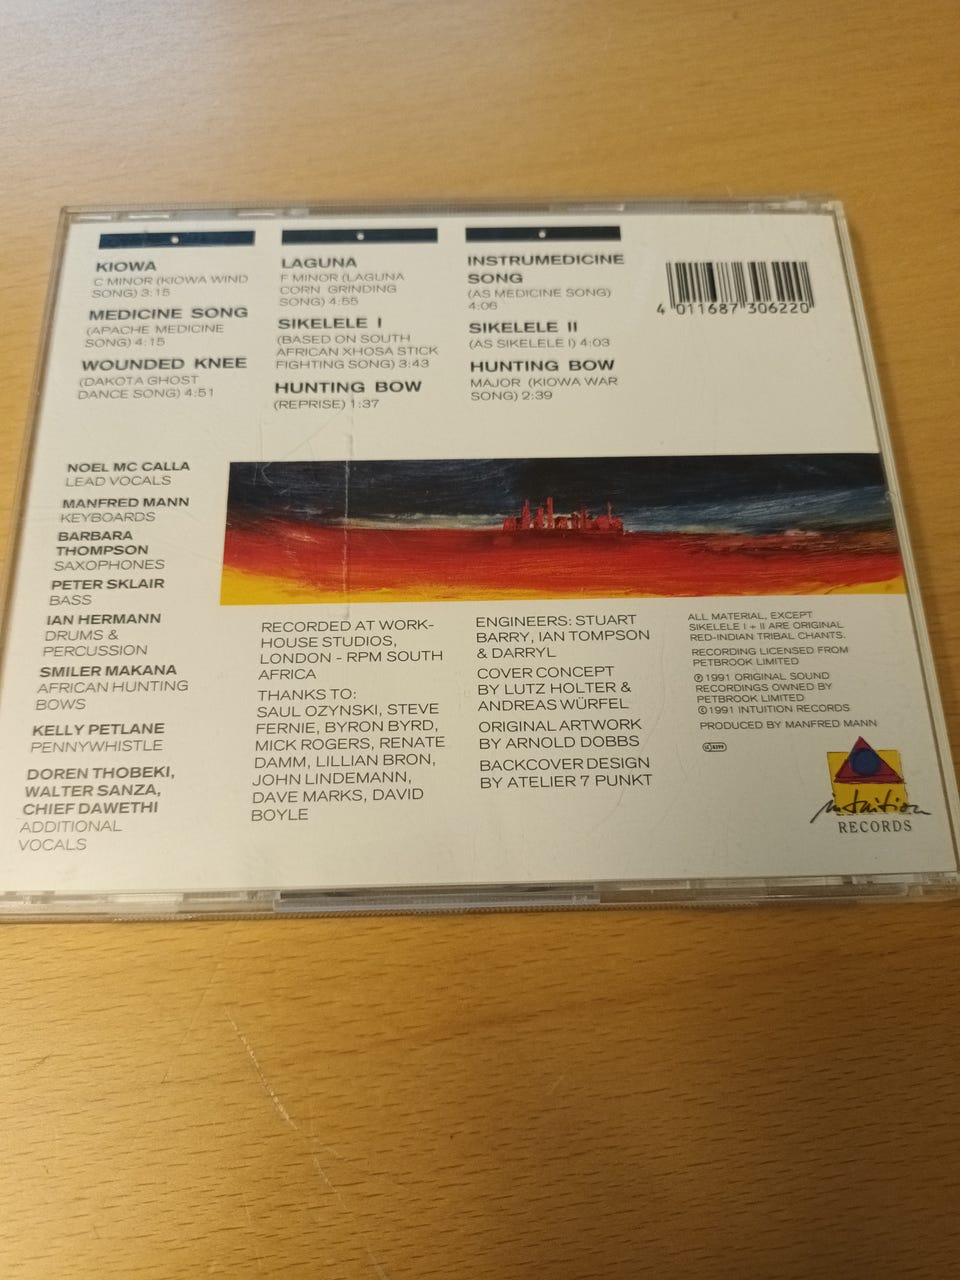 KIOWA
C MINOR (KIOWA WIND
SONG) 3:15
MEDICINE SONG
(APACHE MEDICINE
SONG) 4:15
WOUNDED KNEE
(DAKOTA GHOST
DANCE SONG) 4:51
LAGUNA
F MINOR (LAGUNA
CORN GRINDING
SONG) 4:55
SIKELELE I
(BASED ON SOUTH
AFRICAN XHOSA STICK
FIGHTING SONG) 3:43
HUNTING BOW
(REPRISE) 1:37
INSTRUMEDICINE
SONG
(AS MEDICINE SONG)
4:06
SIKELELE II
(AS SIKELELE I) 4:03
HUNTING BOW
MAJOR (KIOWA WAR
SONG) 2:39
4 011687 306220
NOEL MC CALLA
LEAD VOCALS
MANFRED MANN
KEYBOARDS
BARBARA
THOMPSON
SAXOPHONES
PETER SKLAIR
BASS
IAN HERMANN
DRUMS &
PERCUSSION
SMILER MAKANA
AFRICAN HUNTING
BOWS
KELLY PETLANE
PENNYWHISTLE
DOREN THOBEKI,
WALTER SANZA,
CHIEF DAWETHI
ADDITIONAL
VOCALS
RECORDED AT WORK-
HOUSE STUDIOS,
LONDON - RPM SOUTH
AFRICA
THANKS TO:
SAUL OZYNSKI, STEVE
FERNIE, BYRON BYRD,
MICK ROGERS, RENATE
DAMM, LILLIAN BRON,
JOHN LINDEMANN,
DAVE MARKS, DAVID
BOYLE
ENGINEERS: STUART
BARRY, IAN TOMPSON
& DARRYL
COVER CONCEPT
BY LUTZ HOLTER &
ANDREAS WÜRFEL
ORIGINAL ARTWORK
BY ARNOLD DOBBS
BACKCOVER DESIGN
BY ATELIER 7 PUNKT
ALL MATERIAL, EXCEPT
SIKELELE I + II ARE ORIGINAL
RED-INDIAN TRIBAL CHANTS.
RECORDING LICENSED FROM
PETBROOK LIMITED
℗ 1991 ORIGINAL SOUND
RECORDINGS OWNED BY
PETBROOK LIMITED
© 1991 INTUITION RECORDS
PRODUCED BY MANFRED MANN
intuition
RECORDS